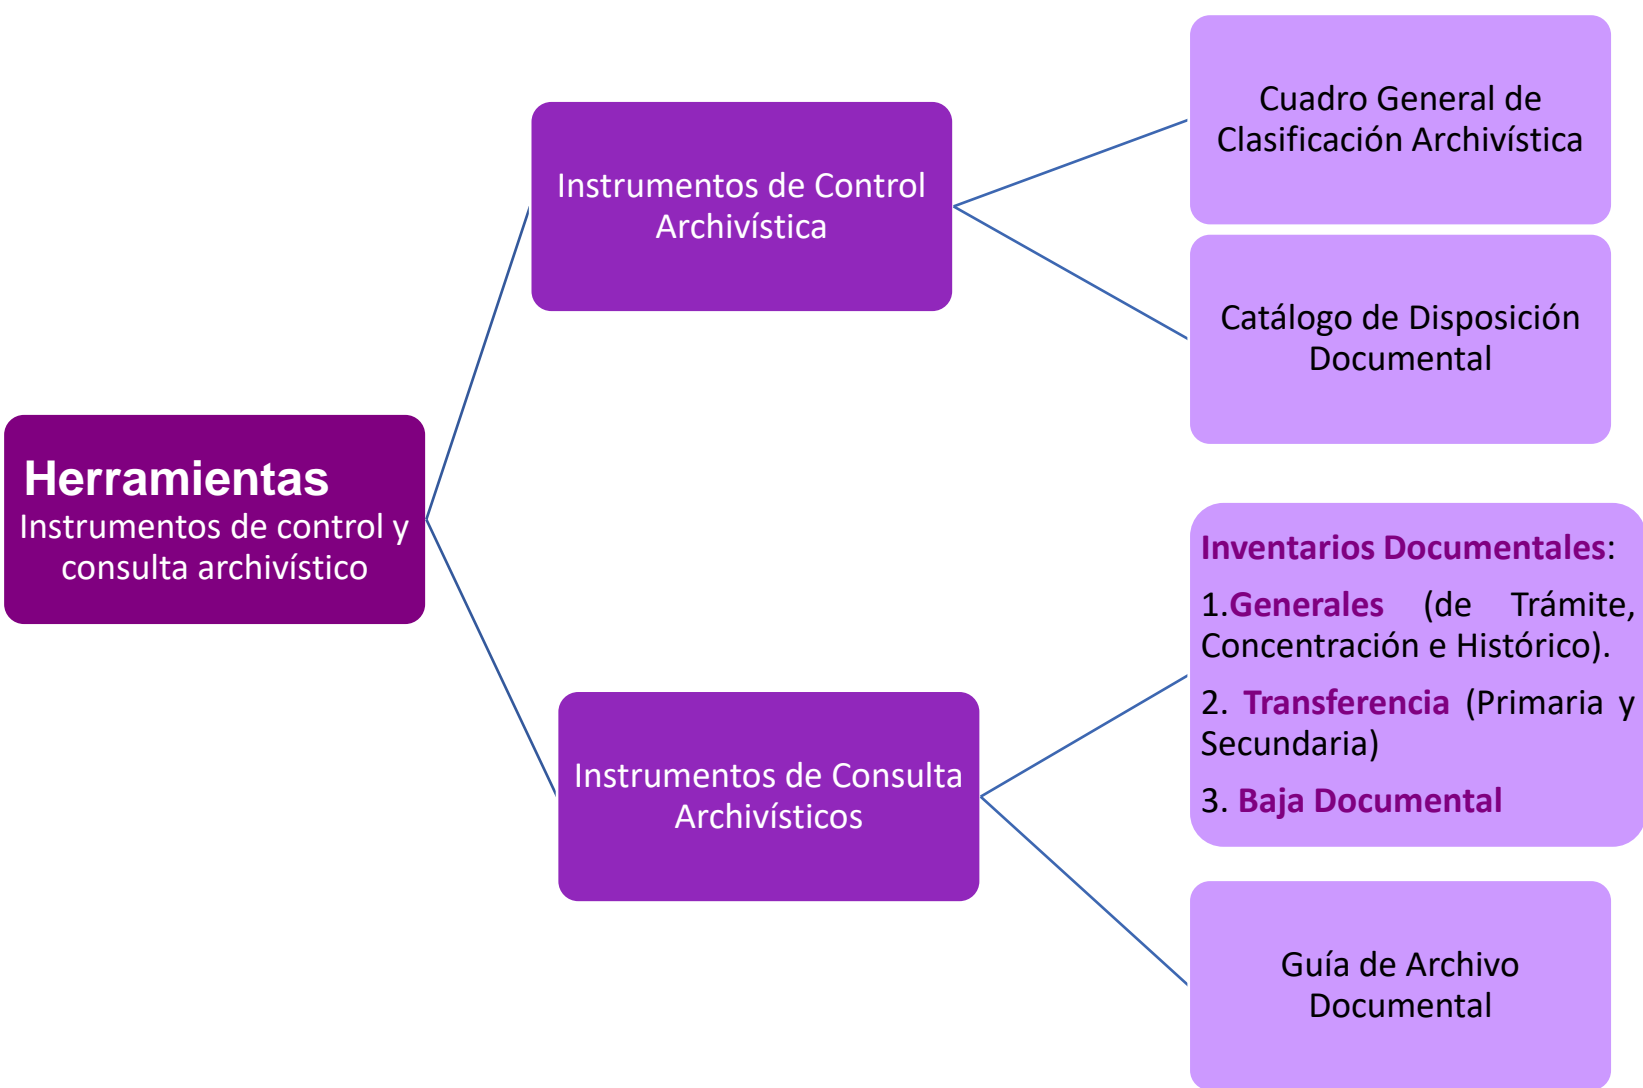 Cuadro General de
Clasificación Archivística
Instrumentos de Control
Archivística
Catálogo de Disposición
Documental
Herramientas
Instrumentos de control y
consulta archivístico
Inventarios Documentales:
1.Generales (de Trámite,
Concentración e Histórico).
2. Transferencia (Primaria y
Secundaria)
3. Baja Documental
Instrumentos de Consulta
Archivísticos
Guía de Archivo
Documental